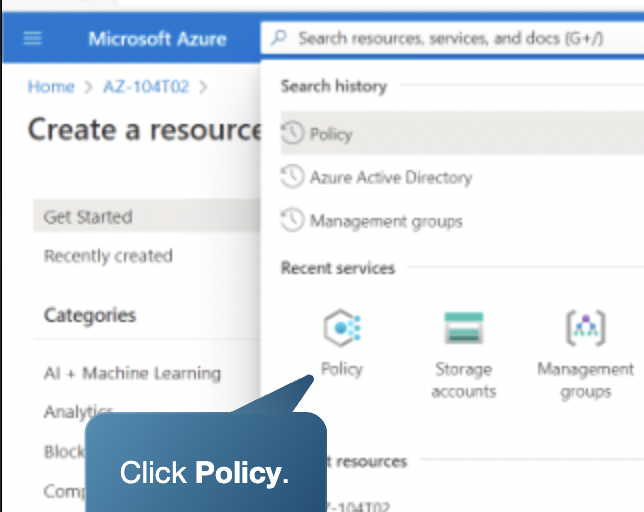 Microsoft Azure
Search resources, services, and docs (G+/)
Home > AZ-104T02 >
Create a resource
Get Started
Recently created
Categories
AI + Machine Learning
Analytics
Block
Comp
Search history
Policy
Azure Active Directory
Management groups
Recent services
Policy
Storage accounts
Management groups
t resources
-104T02
Click Policy.